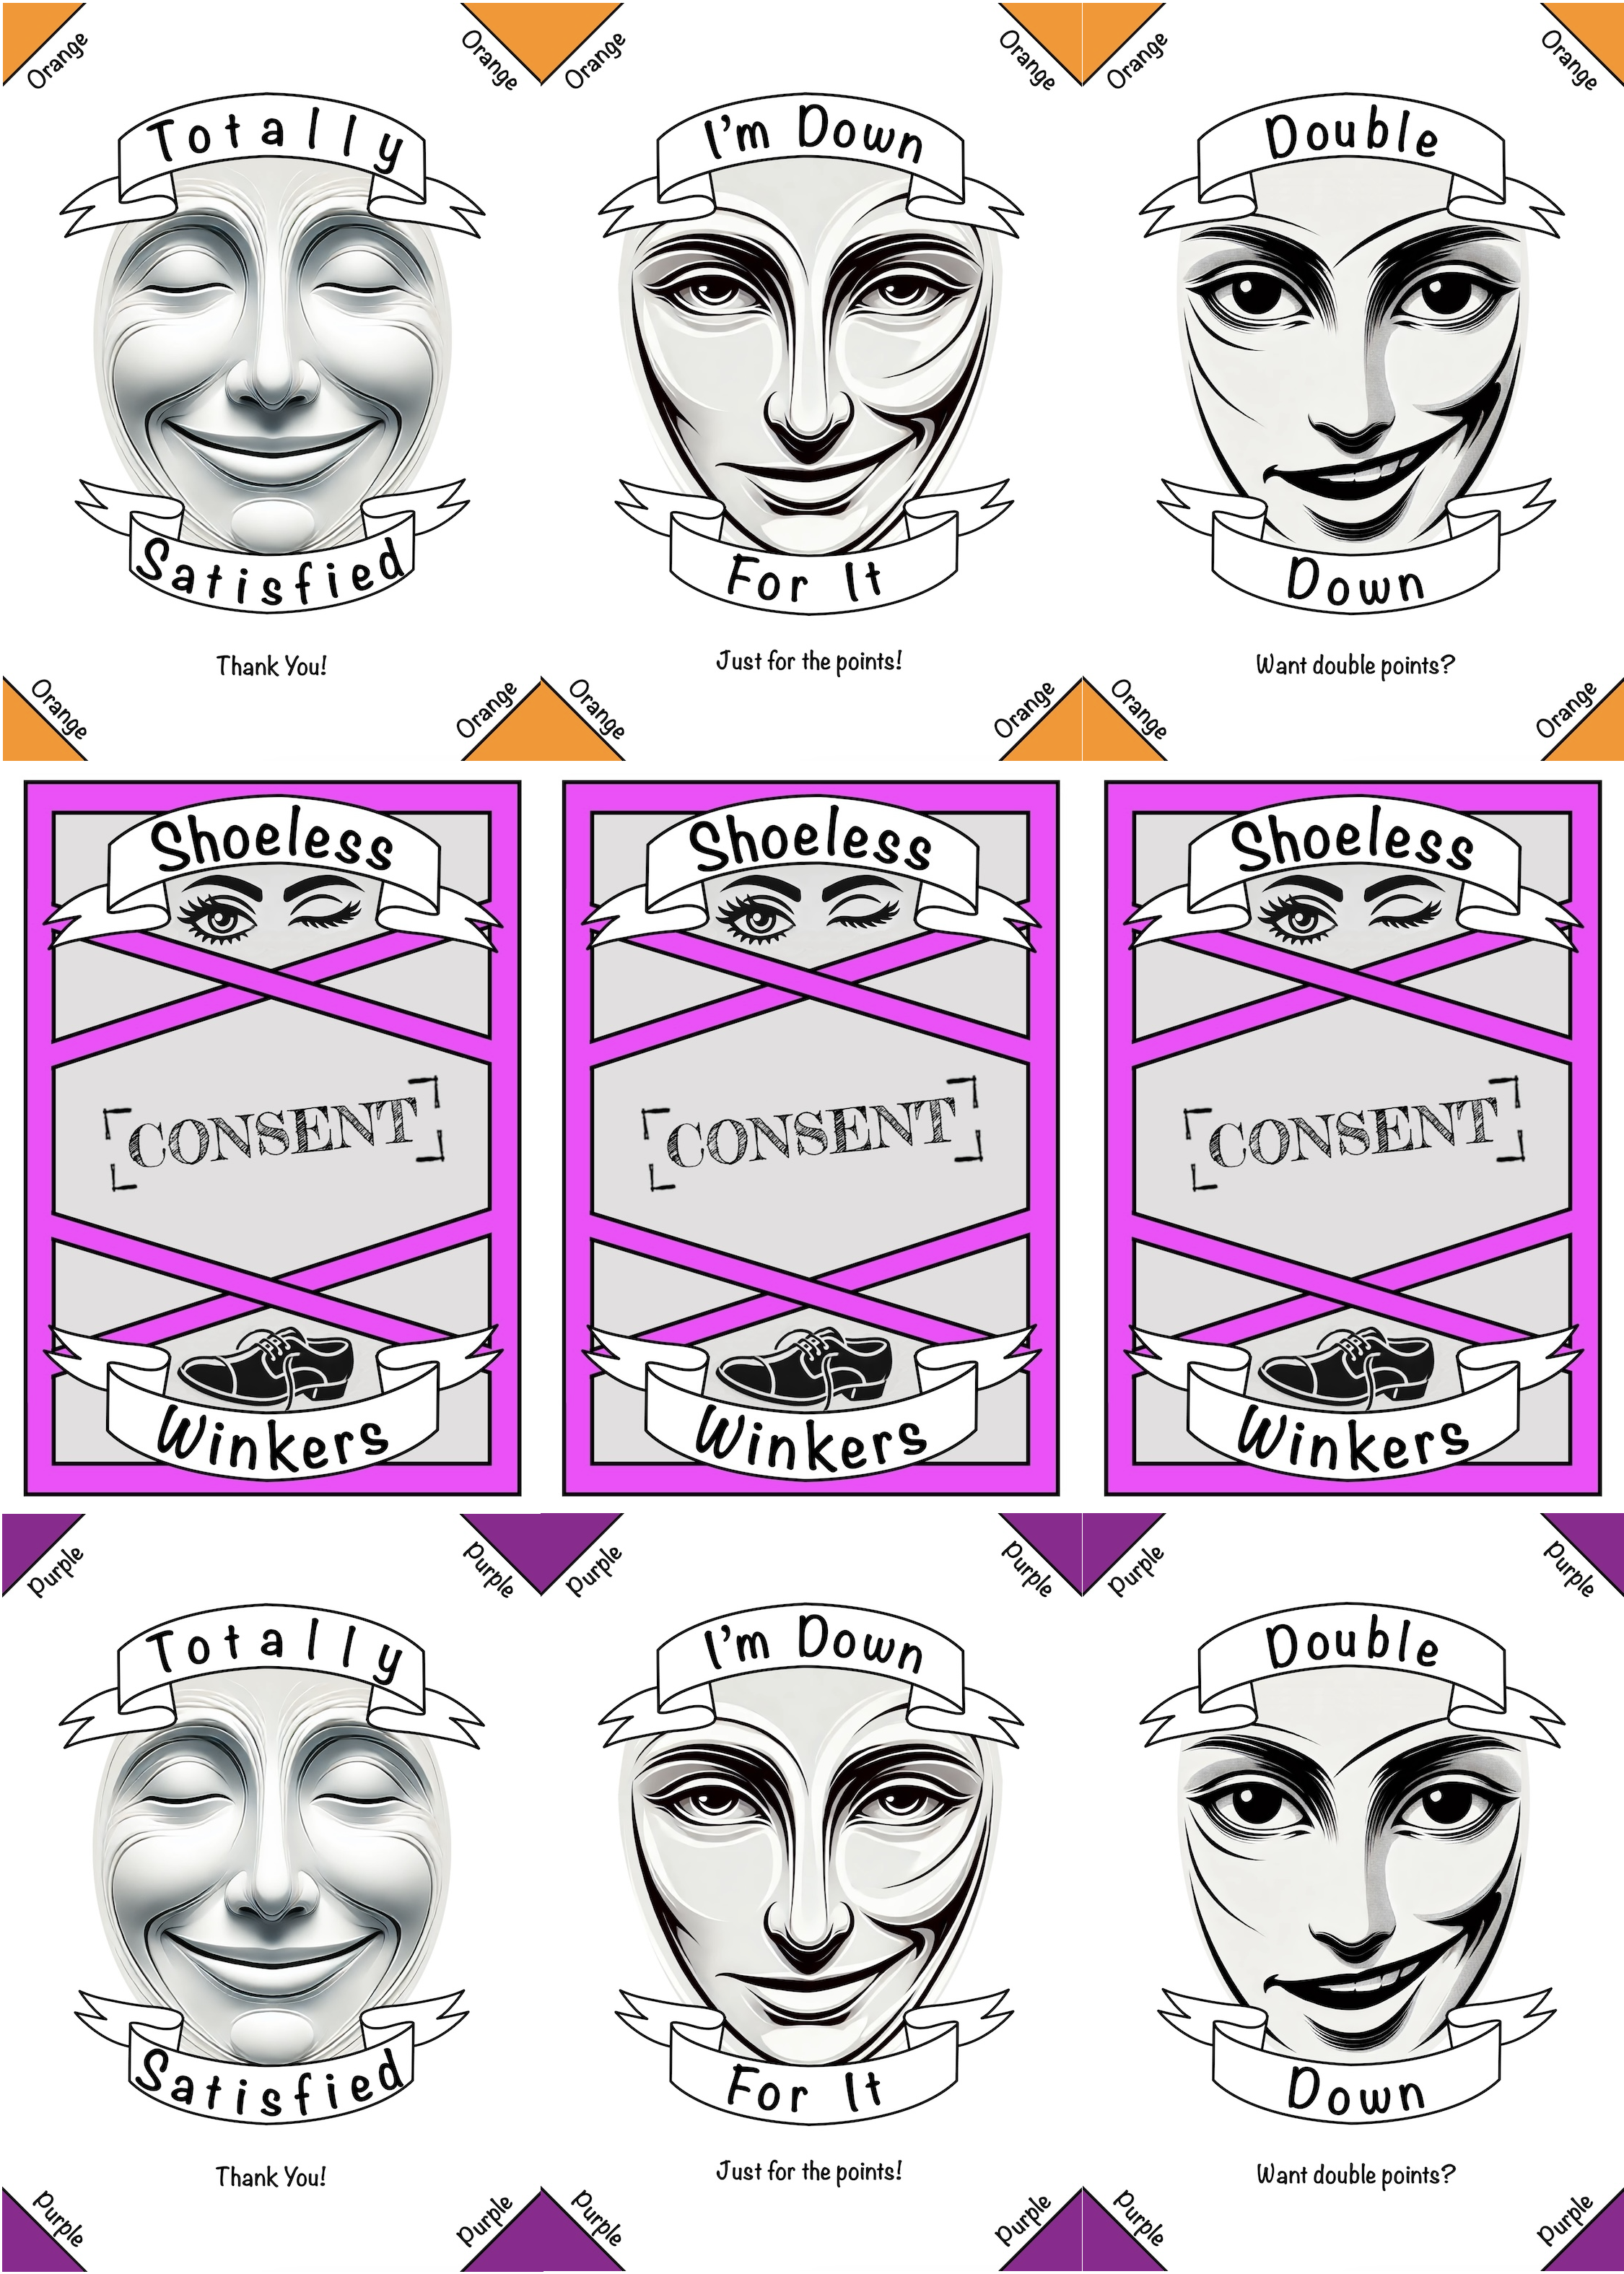 Orange
Orange
Orange
Orange
Orange
Orange
Totally
I'm Down
Double
Satisfied
For It
Down
Thank You!
Just for the points!
Want double points?
Orange
Orange
Orange
Orange
Orange
Orange
Shoeless
Shoeless
Shoeless
CONSENT
CONSENT
CONSENT
Winkers
Winkers
Winkers
Purple
Purple
Purple
Purple
Purple
Purple
Totally
I'm Down
Double
Satisfied
For It
Down
Thank You!
Just for the points!
Want double points?
Purple
Purple
Purple
Purple
Purple
Purple